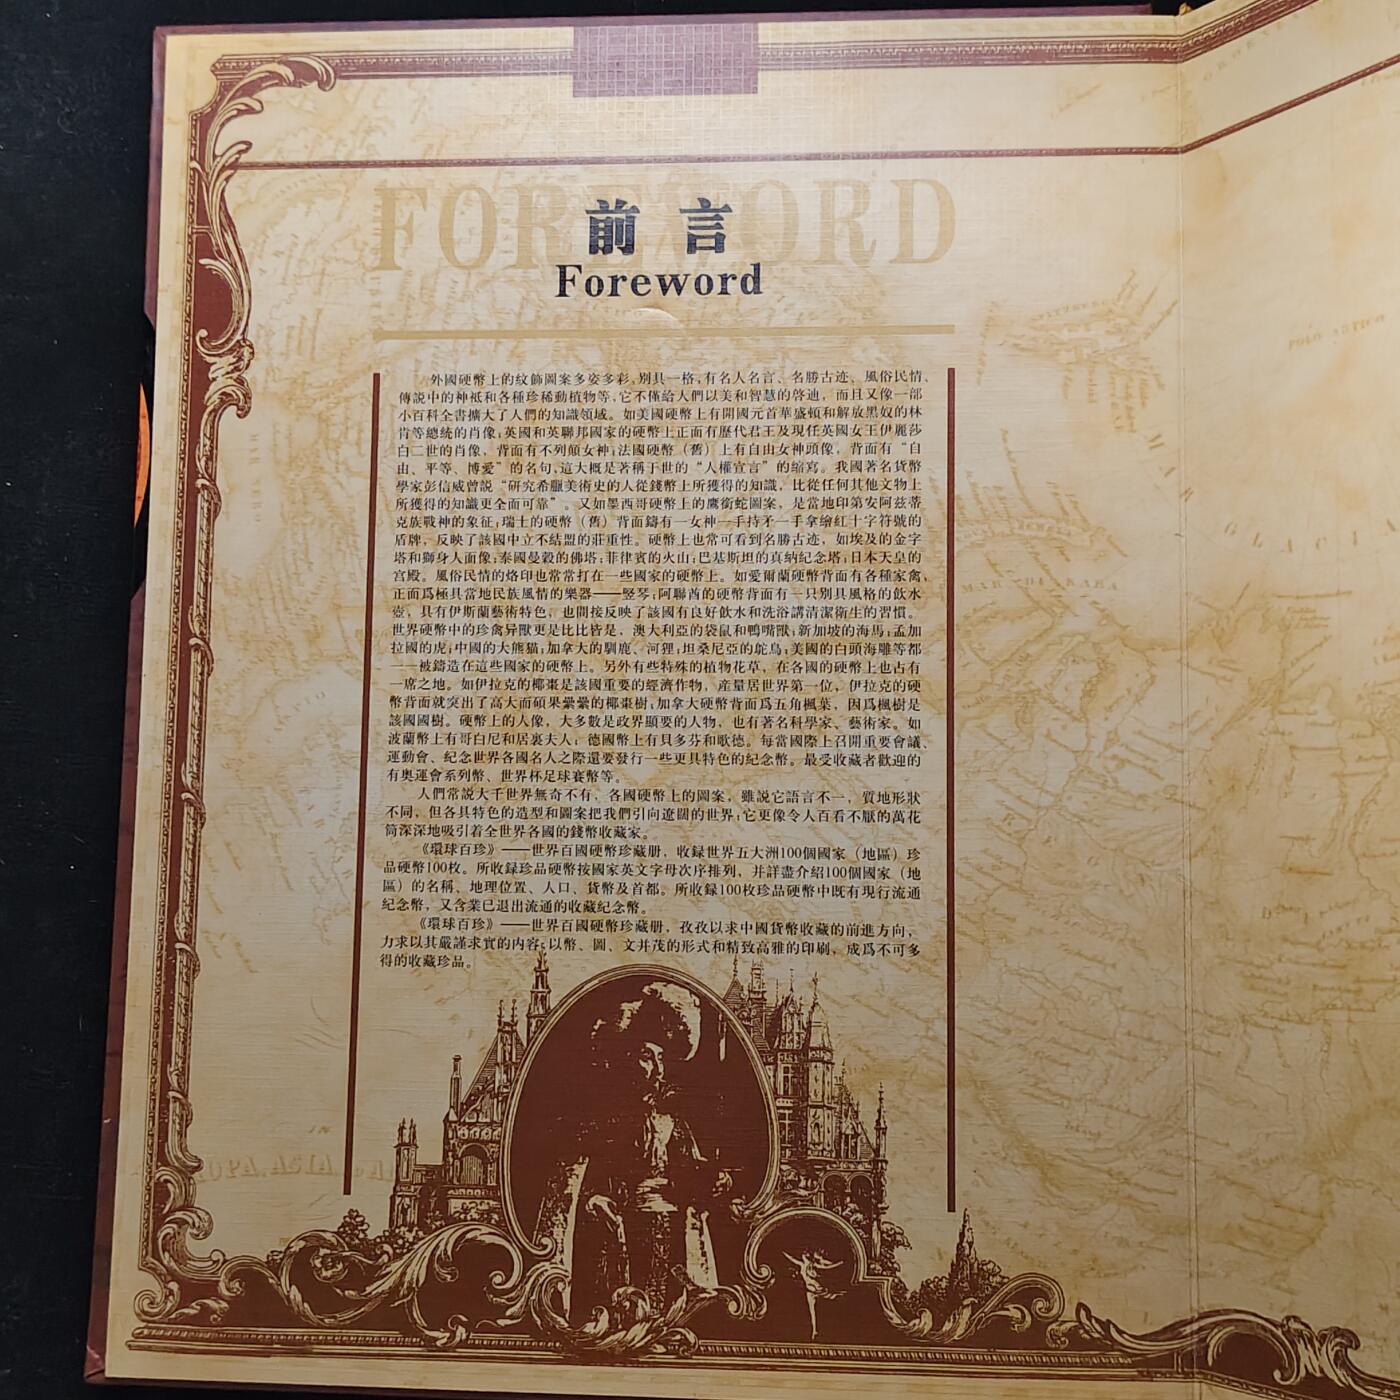 FOREWORD
前言
Foreword
外國硬幣上的紋飾圖案多姿多彩,别具一格,有名人名言、名勝古迹、風俗民情、
傳説中的神祇和各種珍稀動植物等,它不僅給人們以美和智慧的啓迪，而且又像一部
小百科全書擴大了人們的知識領域。如美國硬幣上有開國元首華盛頓和解放黑奴的林
肯等總統的肖像;英國和英聯邦國家的硬幣上正面有歷代君王及現任英國女王伊麗莎
白二世的肖像，背面有不列顛女神;法國硬幣（舊）上有自由女神頭像，背面有“自
由、平等、博愛”的名句,這大概是著稱于世的“人權宣言”的縮寫。我國著名貨幣
學家彭信威曾説“研究希臘美術史的人從錢幣上所獲得的知識，比從任何其他文物上
所獲得的知識更全面可靠”。又如墨西哥硬幣上的鷹銜蛇圖案，是當地印第安阿兹蒂
克族戰神的象征;瑞士的硬幣（舊）背面鑄有一女神一手持矛一手拿繪紅十字符號的
盾牌，反映了該國中立不結盟的莊重性。硬幣上也常可看到名勝古迹，如埃及的金字
塔和獅身人面像;泰國曼穀的佛塔;菲律賓的火山;巴基斯坦的真納紀念塔;日本天皇的
宫殿。風俗民情的烙印也常常打在一些國家的硬幣上。如愛爾蘭硬幣背面有各種家禽，
正面爲極具當地民族風情的樂器——竪琴;阿聯酋的硬幣背面有一只别具風格的飲水
壺，具有伊斯蘭藝術特色，也間接反映了該國有良好飲水和洗浴講清潔衛生的習慣。
世界硬幣中的珍禽异獸更是比比皆是，澳大利亞的袋鼠和鴨嘴獸;新加坡的海馬;孟加
拉國的虎;中國的大熊猫;加拿大的馴鹿、河狸;坦桑尼亞的鴕鳥;美國的白頭海雕等都
一一被鑄造在這些國家的硬幣上。另外有些特殊的植物花草，在各國的硬幣上也占有
一席之地。如伊拉克的椰棗是該國重要的經濟作物，産量居世界第一位，伊拉克的硬
幣背面就突出了高大而碩果纍纍的椰棗樹;加拿大硬幣背面爲五角楓葉，因爲楓樹是
該國國樹。硬幣上的人像，大多數是政界顯要的人物，也有著名科學家、藝術家。如
波蘭幣上有哥白尼和居裏夫人；德國幣上有貝多芬和歌德。每當國際上召開重要會議、
運動會、紀念世界各國名人之際還要發行一些更具特色的紀念幣。最受收藏者歡迎的
有奧運會系列幣、世界杯足球賽幣等。
人們常説大千世界無奇不有，各國硬幣上的圖案，雖説它語言不一，質地形狀
不同，但各具特色的造型和圖案把我們引向遼闊的世界;它更像令人百看不厭的萬花
筒深深地吸引着全世界各國的錢幣收藏家。
《環球百珍》——世界百國硬幣珍藏册，收録世界五大洲100個國家（地區）珍
品硬幣100枚。所收録珍品硬幣按國家英文字母次序排列，并詳盡介紹100個國家（地
區）的名稱、地理位置、人口、貨幣及首都。所收録100枚珍品硬幣中既有現行流通
紀念幣，又含業已退出流通的收藏紀念幣。
《環球百珍》——世界百國硬幣珍藏册，孜孜以求中國貨幣收藏的前進方向，
力求以其嚴謹求實的内容;以幣、圖、文并茂的形式和精致高雅的印刷，成爲不可多
得的收藏珍品。